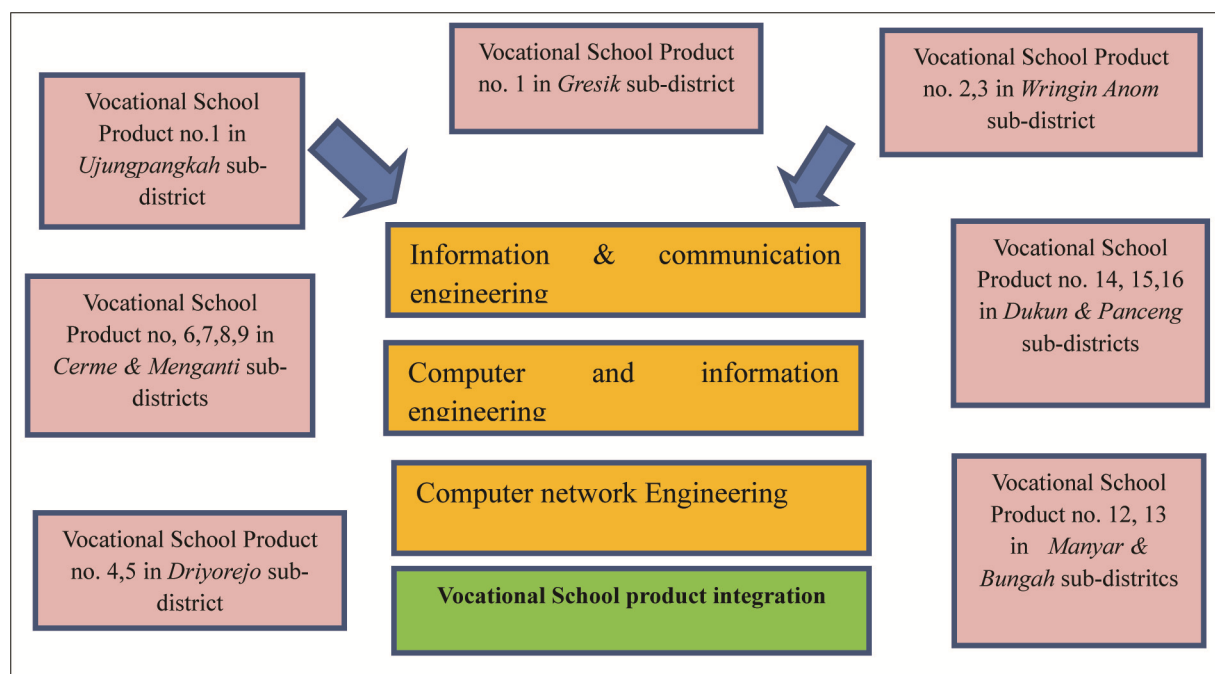 Vocational School Product
no. 1 in Gresik sub-district
Vocational School Product
no. 2,3 in Wringin Anom
sub-district
Vocational School
Product no.1 in
Ujungpangkah sub-
district
Information & communication
engineering
Vocational School
Product no. 14, 15,16
in Dukun & Panceng
sub-districts
Vocational School
Product no, 6,7,8,9 in
Cerme & Menganti sub-
districts
Computer and information
engineering
Computer network Engineering
Vocational School
Product no. 12, 13
in Manyar &
Bungah sub-distritcs
Vocational School Product
no. 4,5 in Driyorejo sub-
district
Vocational School product integration